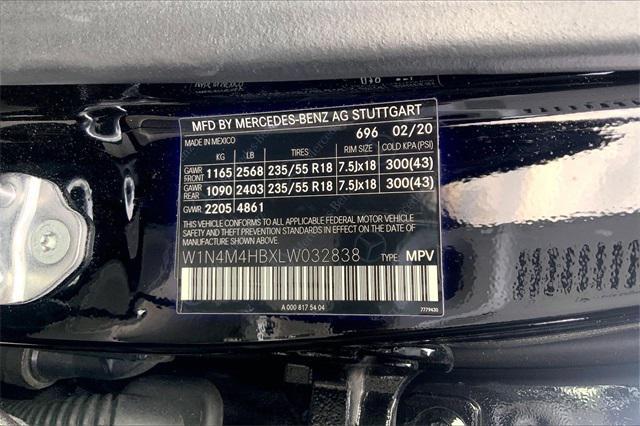 MFD BY MERCEDES-BENZ AG STUTTGART
MADE IN MEXICO 696 02/20
KG LB TIRES RIM SIZE COLD KPA (PSI)
GAWR FRONT 1165 2568 235/55 R18 7.5Jx18 300(43)
GAWR REAR 1090 2403 235/55 R18 7.5Jx18 300(43)
GVWR 2205 4861
THIS VEHICLE CONFORMS TO ALL APPLICABLE FEDERAL MOTOR VEHICLE
SAFETY AND THEFT PREVENTION STANDARDS IN EFFECT ON THE DATE OF
MANUFACTURE SHOWN ABOVE.
W1N4M4HBXLW032838 TYPE: MPV
A 000 817 54 04 7779430